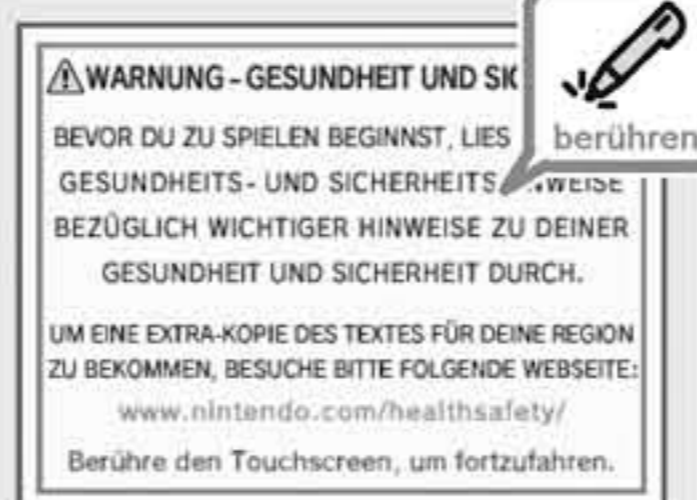 WARNUNG - GESUNDHEIT UND
BEVOR DU ZU SPIELEN BEGINNST, LIES
GESUNDHEITS- UND SICHERHEITS
BEZÜGLICH WICHTIGER HINWEISE ZU DEINER
GESUNDHEIT UND SICHERHEIT DURCH.
UM EINE EXTRA-KOPIE DES TEXTES FÜR DEINE REGION
ZU BEKOMMEN, BESUCHE BITTE FOLGENDE WEBSEITE:
www.nintendo.com/healthsafety/
Berühre den Touchscreen, um fortzufahren.
berühren